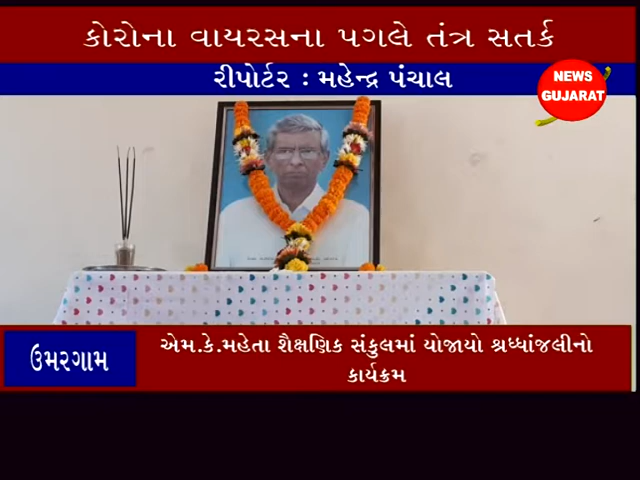 કોરોના વાયરસના પગલે તંત્ર સતર્ક
રીપોર્ટર : મહેન્દ્ર પંચાલ
NEWS
GUJARAT
ઉમરગામ
એમ.કે.મહેતા શૈક્ષણિક સંકુલમાં યોજાયો શ્રધ્ધાંજલીનો
કાર્યક્રમ